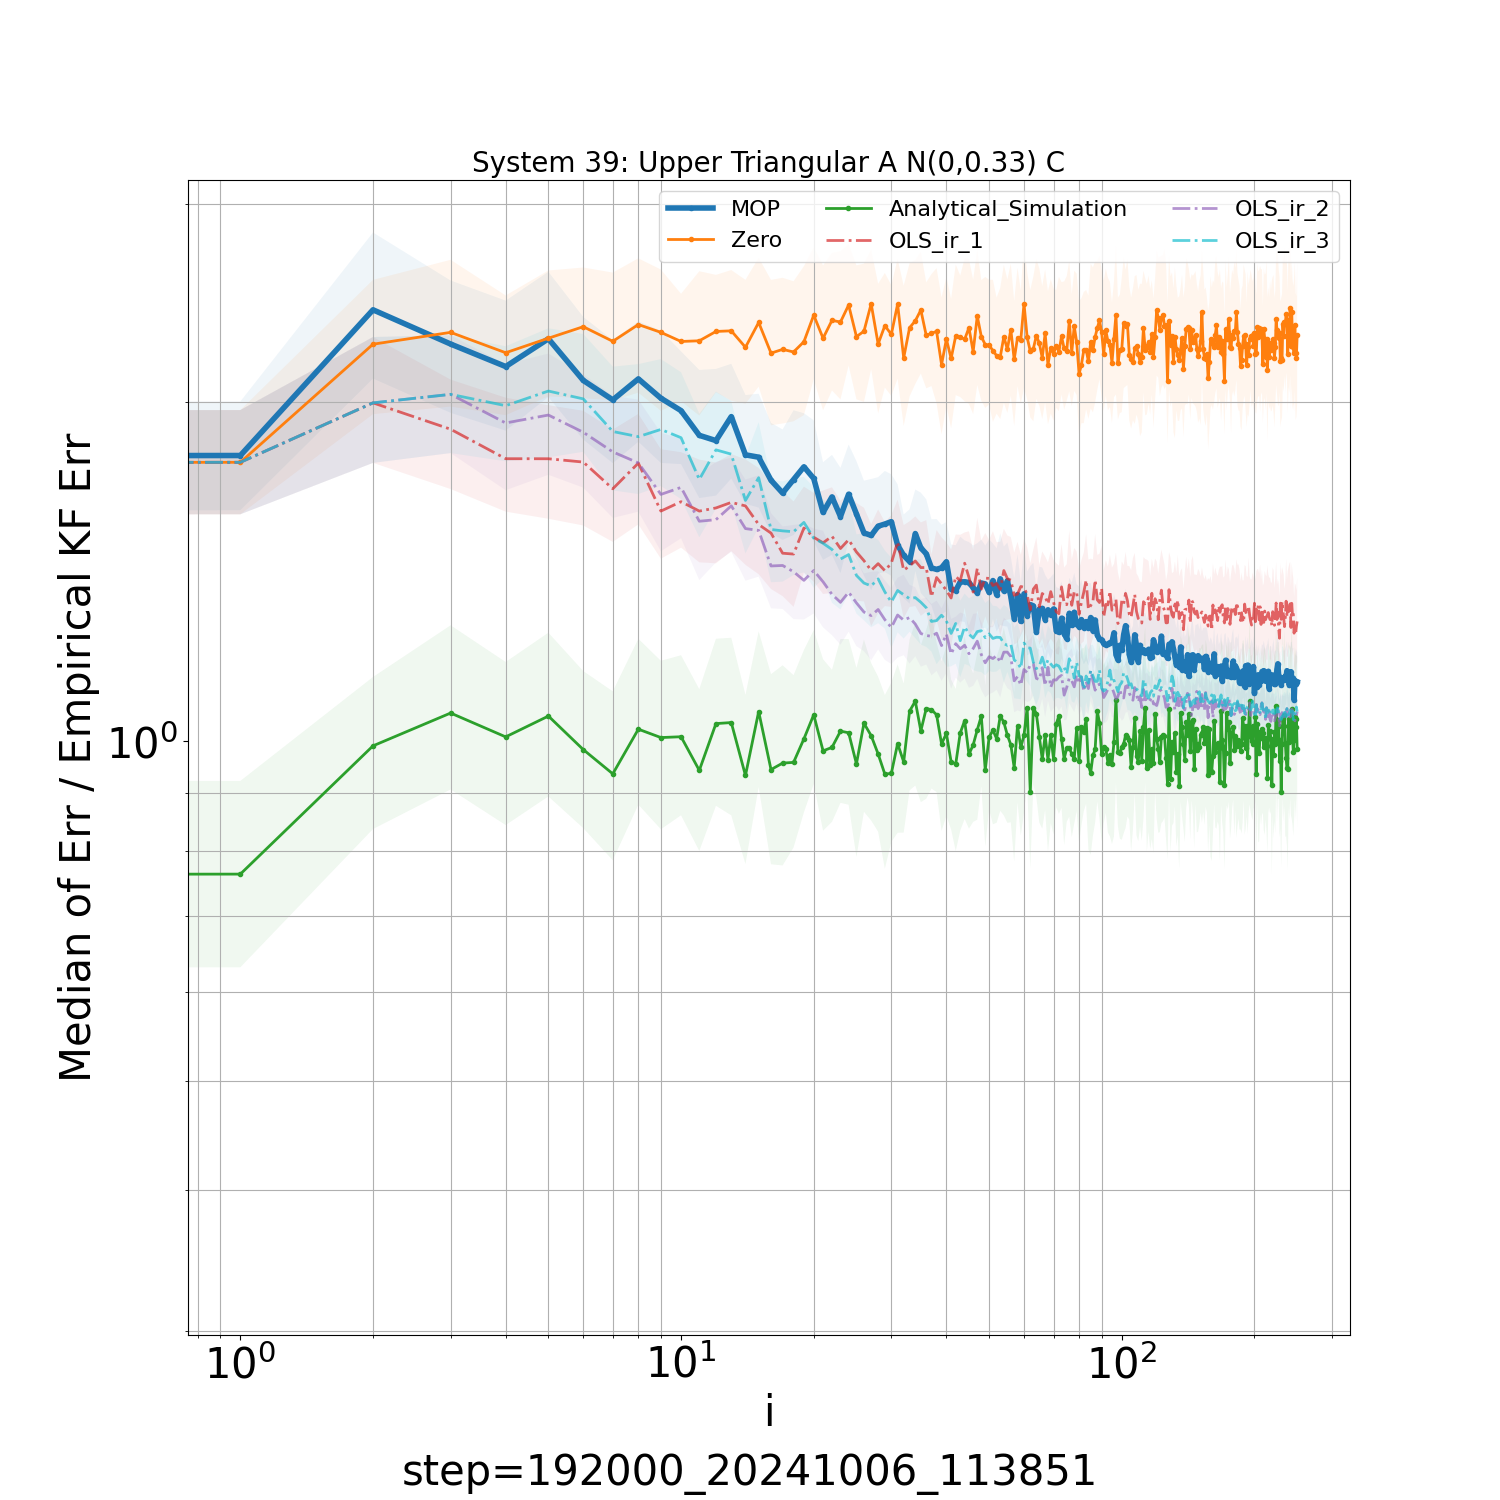 System 39: Upper Triangular A N(0,0.33) C
MOP
Zero
Analytical_Simulation
OLS_ir_1
OLS_ir_2
OLS_ir_3
Median of Err / Empirical KF Err
10⁰
10⁰ 10¹ 10²
i
step=192000_20241006_113851